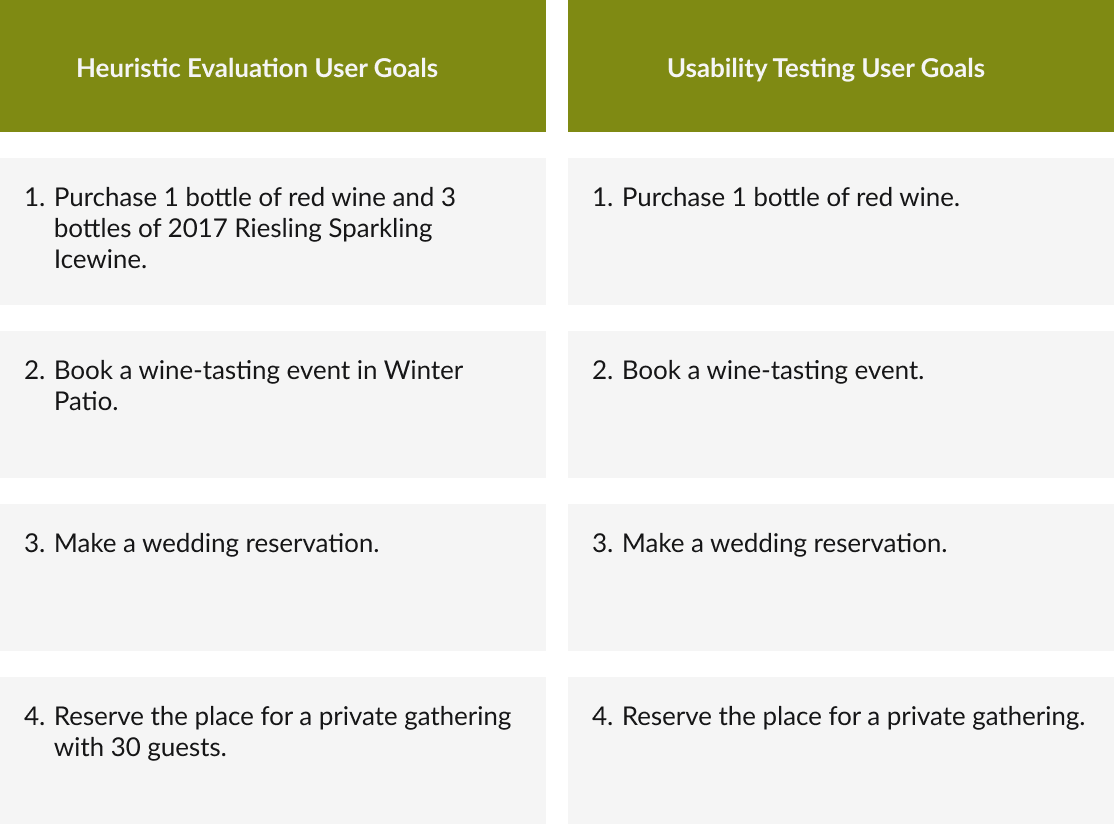 Heuristic Evaluation User Goals
1. Purchase 1 bottle of red wine and 3
bottles of 2017 Riesling Sparkling
Icewine.
2. Book a wine-tasting event in Winter
Patio.
3. Make a wedding reservation.
4. Reserve the place for a private gathering
with 30 guests.
Usability Testing User Goals
1. Purchase 1 bottle of red wine.
2. Book a wine-tasting event.
3. Make a wedding reservation.
4. Reserve the place for a private gathering.